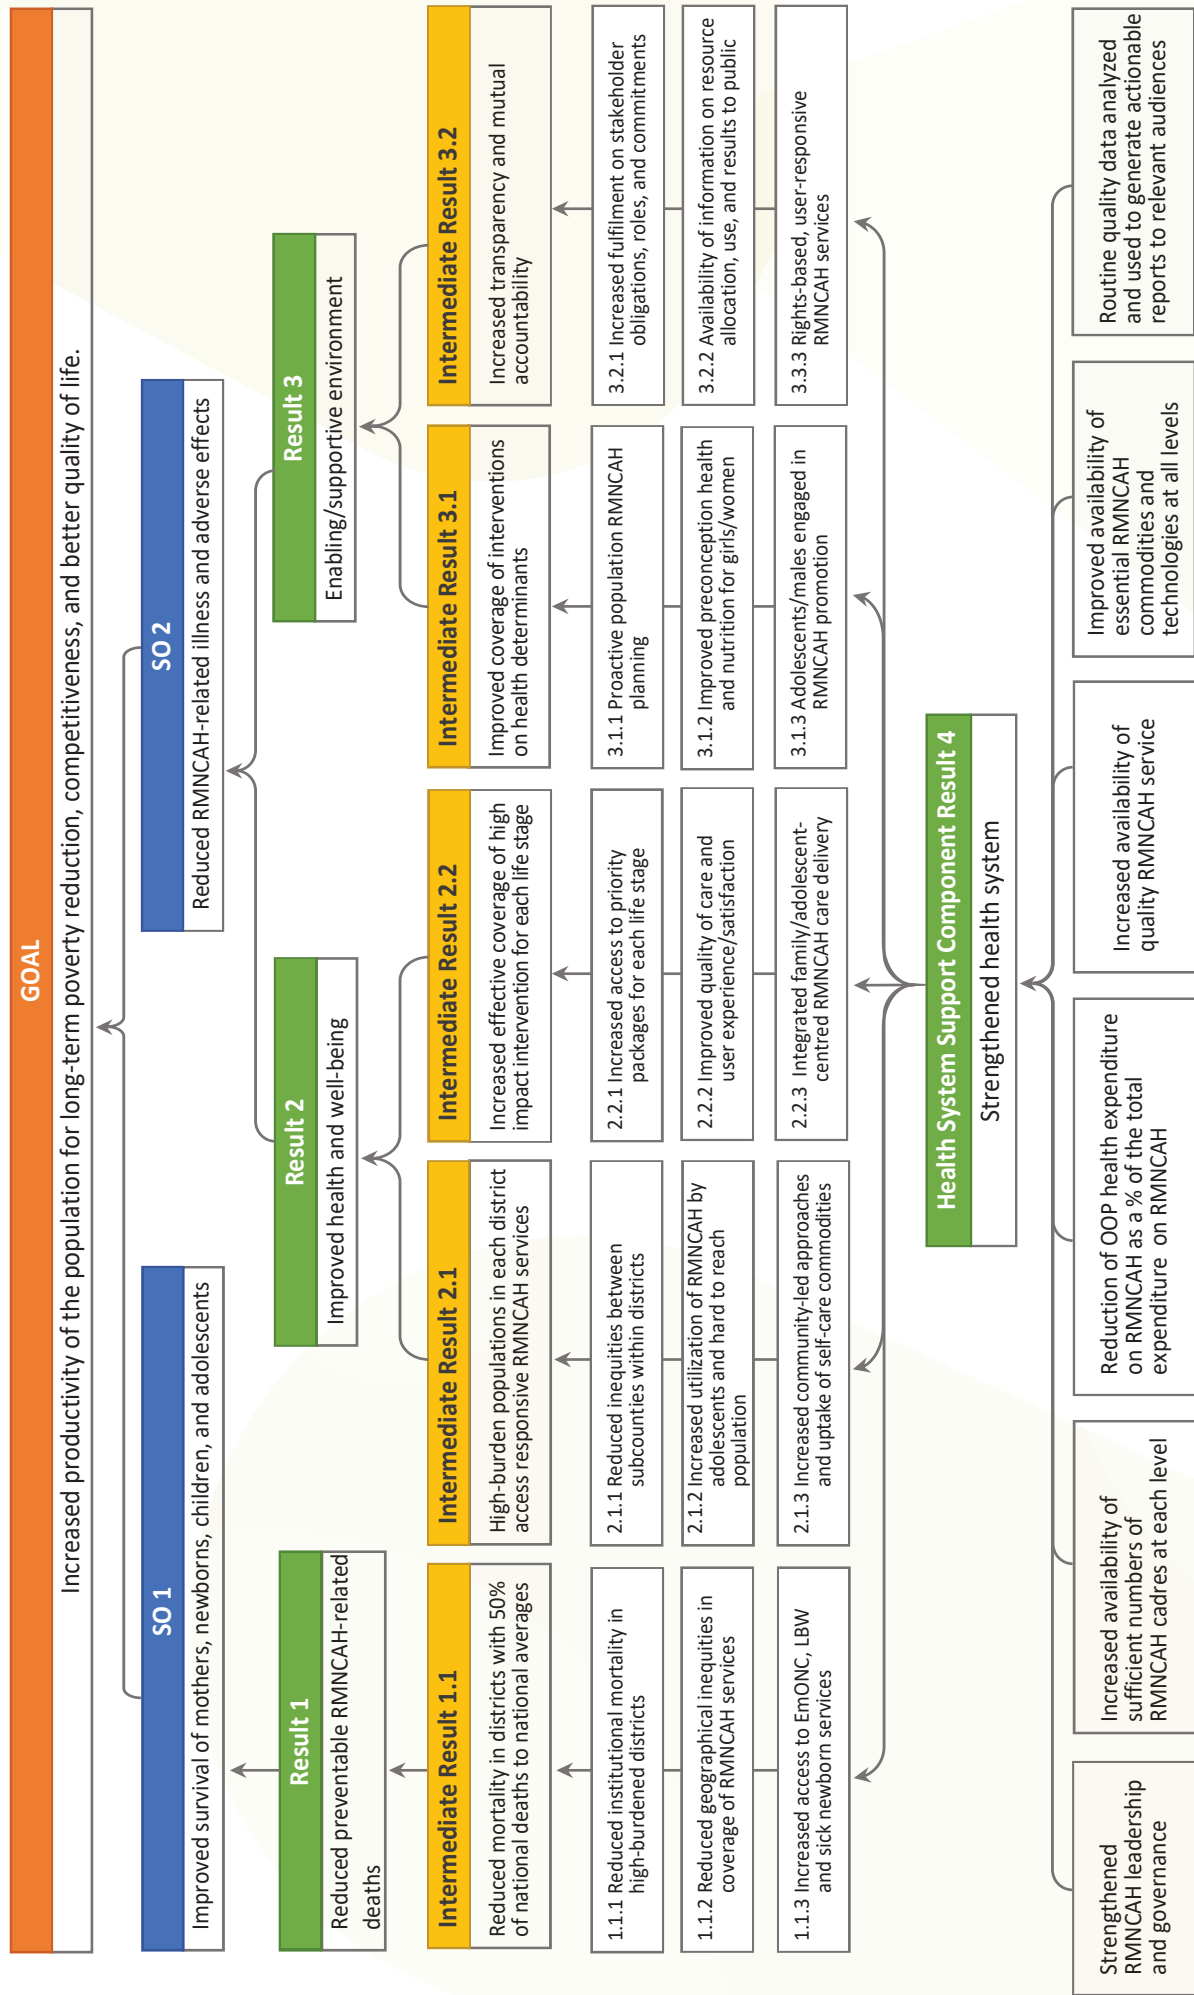 GOAL
Increased productivity of the population for long-term poverty reduction, competitiveness, and better quality of life.
SO 1
Improved survival of mothers, newborns, children, and adolescents
SO 2
Reduced RMNCAH-related illness and adverse effects
Result 1
Reduced preventable RMNCAH-related
deaths
Result 2
Improved health and well-being
Result 3
Enabling/supportive environment
Intermediate Result 1.1
Reduced mortality in districts with 50%
of national deaths to national averages
Intermediate Result 2.1
High-burden populations in each district
access responsive RMNCAH services
Intermediate Result 2.2
Increased effective coverage of high
impact intervention for each life stage
Intermediate Result 3.1
Improved coverage of interventions
on health determinants
Intermediate Result 3.2
Increased transparency and mutual
accountability
1.1.1 Reduced institutional mortality in
high-burdened districts
2.1.1 Reduced inequities between
subcounties within districts
2.2.1 Increased access to priority
packages for each life stage
3.1.1 Proactive population RMNCAH
planning
3.2.1 Increased fulfilment on stakeholder
obligations, roles, and commitments
1.1.2 Reduced geographical inequities in
coverage of RMNCAH services
2.1.2 Increased utilization of RMNCAH by
adolescents and hard to reach
population
2.2.2 Improved quality of care and
user experience/satisfaction
3.1.2 Improved preconception health
and nutrition for girls/women
3.2.2 Availability of information on resource
allocation, use, and results to public
1.1.3 Increased access to EmONC, LBW
and sick newborn services
2.1.3 Increased community-led approaches
and uptake of self-care commodities
2.2.3 Integrated family/adolescent-
centred RMNCAH care delivery
3.1.3 Adolescents/males engaged in
RMNCAH promotion
3.3.3 Rights-based, user-responsive
RMNCAH services
Health System Support Component Result 4
Strengthened health system
Strengthened
RMNCAH leadership
and governance
Increased availability of
sufficient numbers of
RMNCAH cadres at each level
Reduction of OOP health expenditure
on RMNCAH as a % of the total
expenditure on RMNCAH
Increased availability of
quality RMNCAH service
Improved availability of
essential RMNCAH
commodities and
technologies at all levels
Routine quality data analyzed
and used to generate actionable
reports to relevant audiences